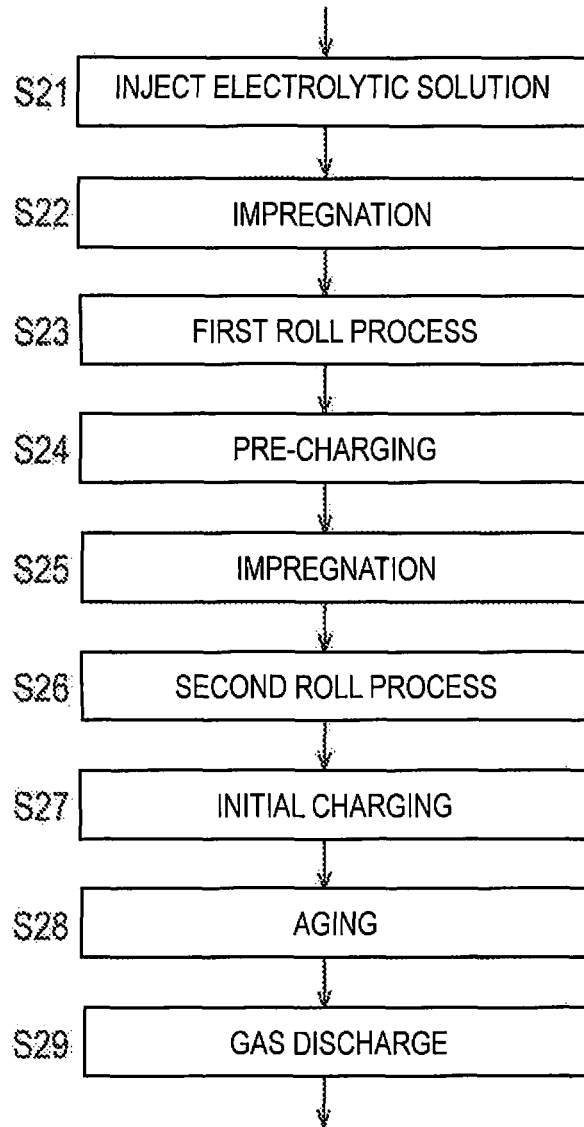 S21 INJECT ELECTROLYTIC SOLUTION
S22 IMPREGNATION
S23 FIRST ROLL PROCESS
S24 PRE-CHARGING
S25 IMPREGNATION
S26 SECOND ROLL PROCESS
S27 INITIAL CHARGING
S28 AGING
S29 GAS DISCHARGE